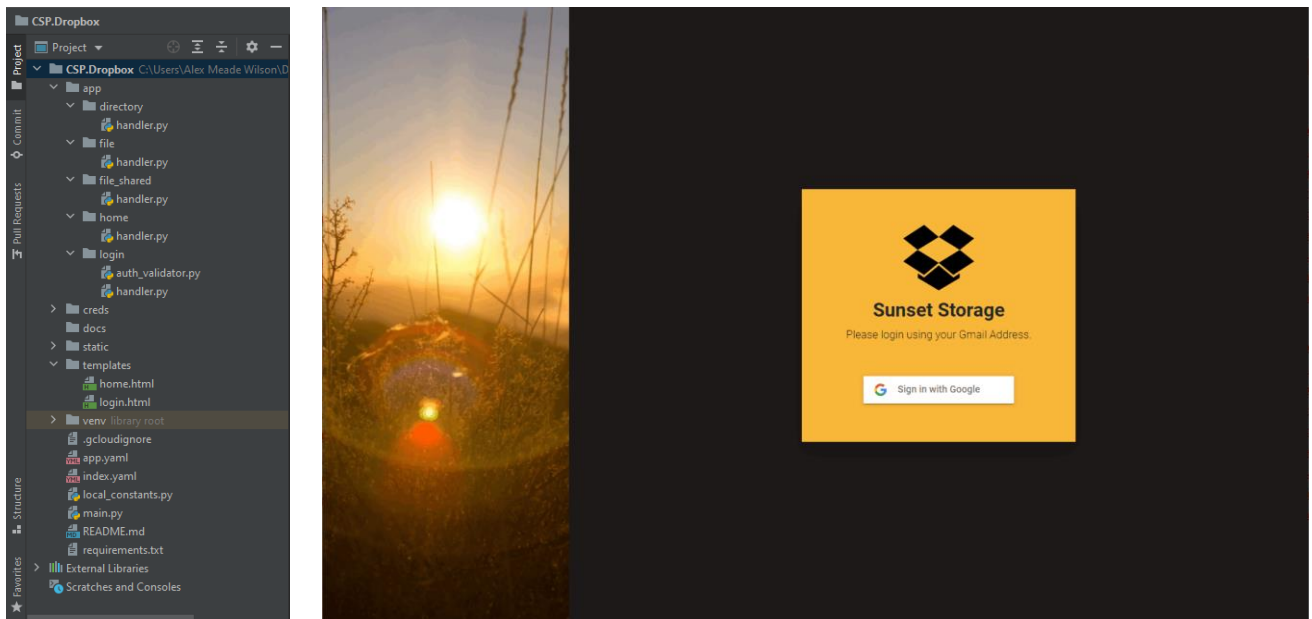 CSP.Dropbox
Project
CSP.Dropbox C:\Users\Alex Meade Wilson\D
app
directory
handler.py
file
handler.py
file_shared
handler.py
home
handler.py
login
auth_validator.py
handler.py
creds
docs
static
templates
home.html
login.html
venv library root
.gcloudignore
app.yaml
index.yaml
local_constants.py
main.py
README.md
requirements.txt
External Libraries
Scratches and Consoles
Project
Commit
Pull Requests
Structure
Favorites
Sunset Storage
Please login using your Gmail Address.
Sign in with Google